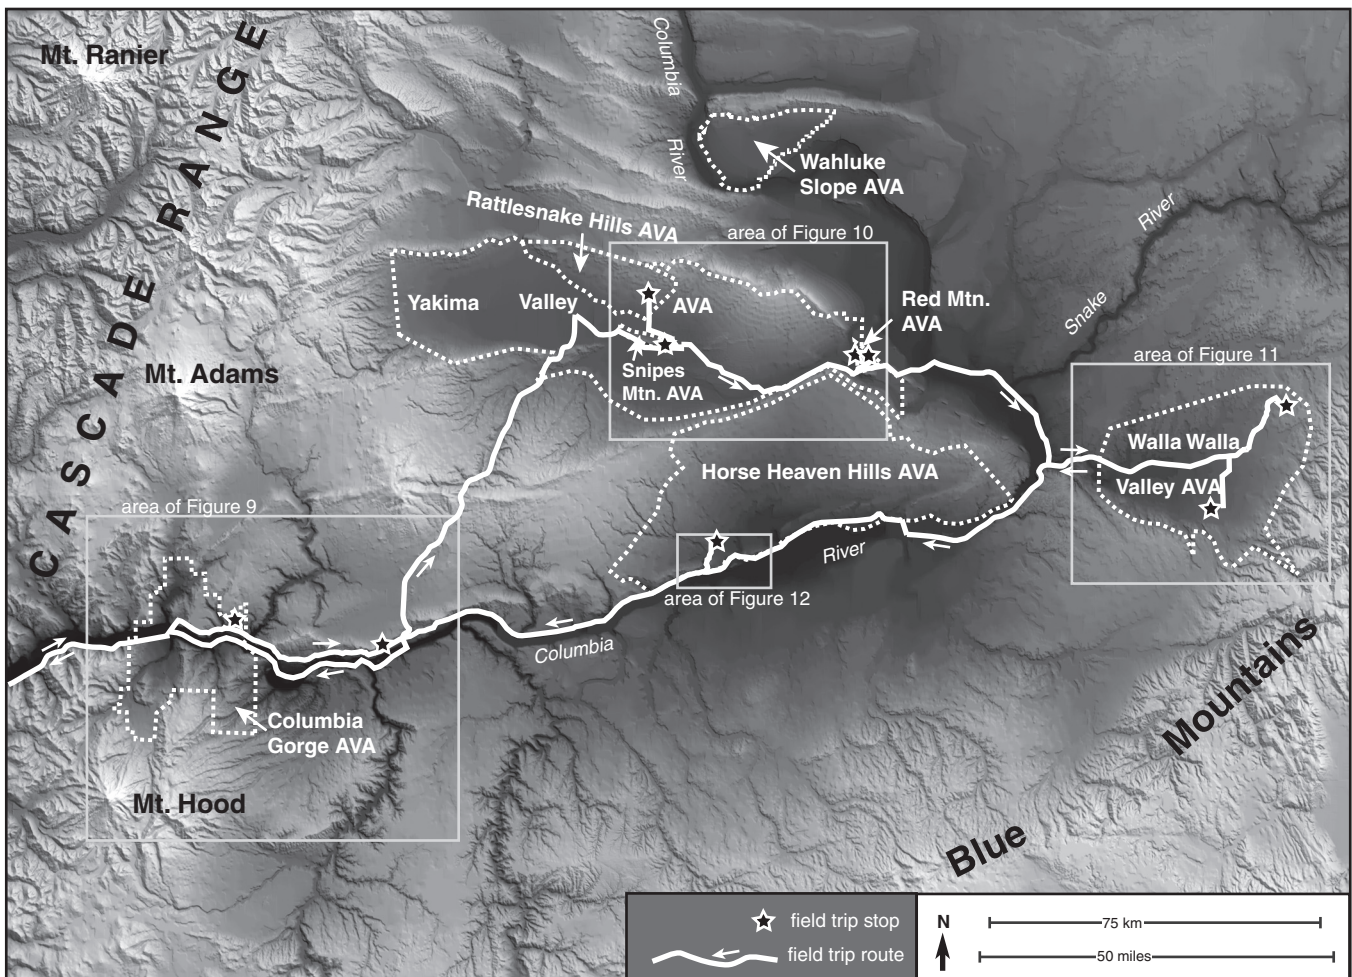 Mt. Ranier
CASCADE RANGE
Columbia
River
Wahluke
Slope AVA
Rattlesnake Hills AVA
area of Figure 10
River
Snake
Yakima
Valley
AVA
Red Mtn.
AVA
Snipes
Mtn. AVA
Mt. Adams
area of Figure 11
Walla Walla
Valley AVA
Horse Heaven Hills AVA
area of Figure 9
River
area of Figure 12
Columbia
Columbia
Gorge AVA
Mt. Hood
Blue
Mountains
field trip stop
field trip route
N
75 km
50 miles